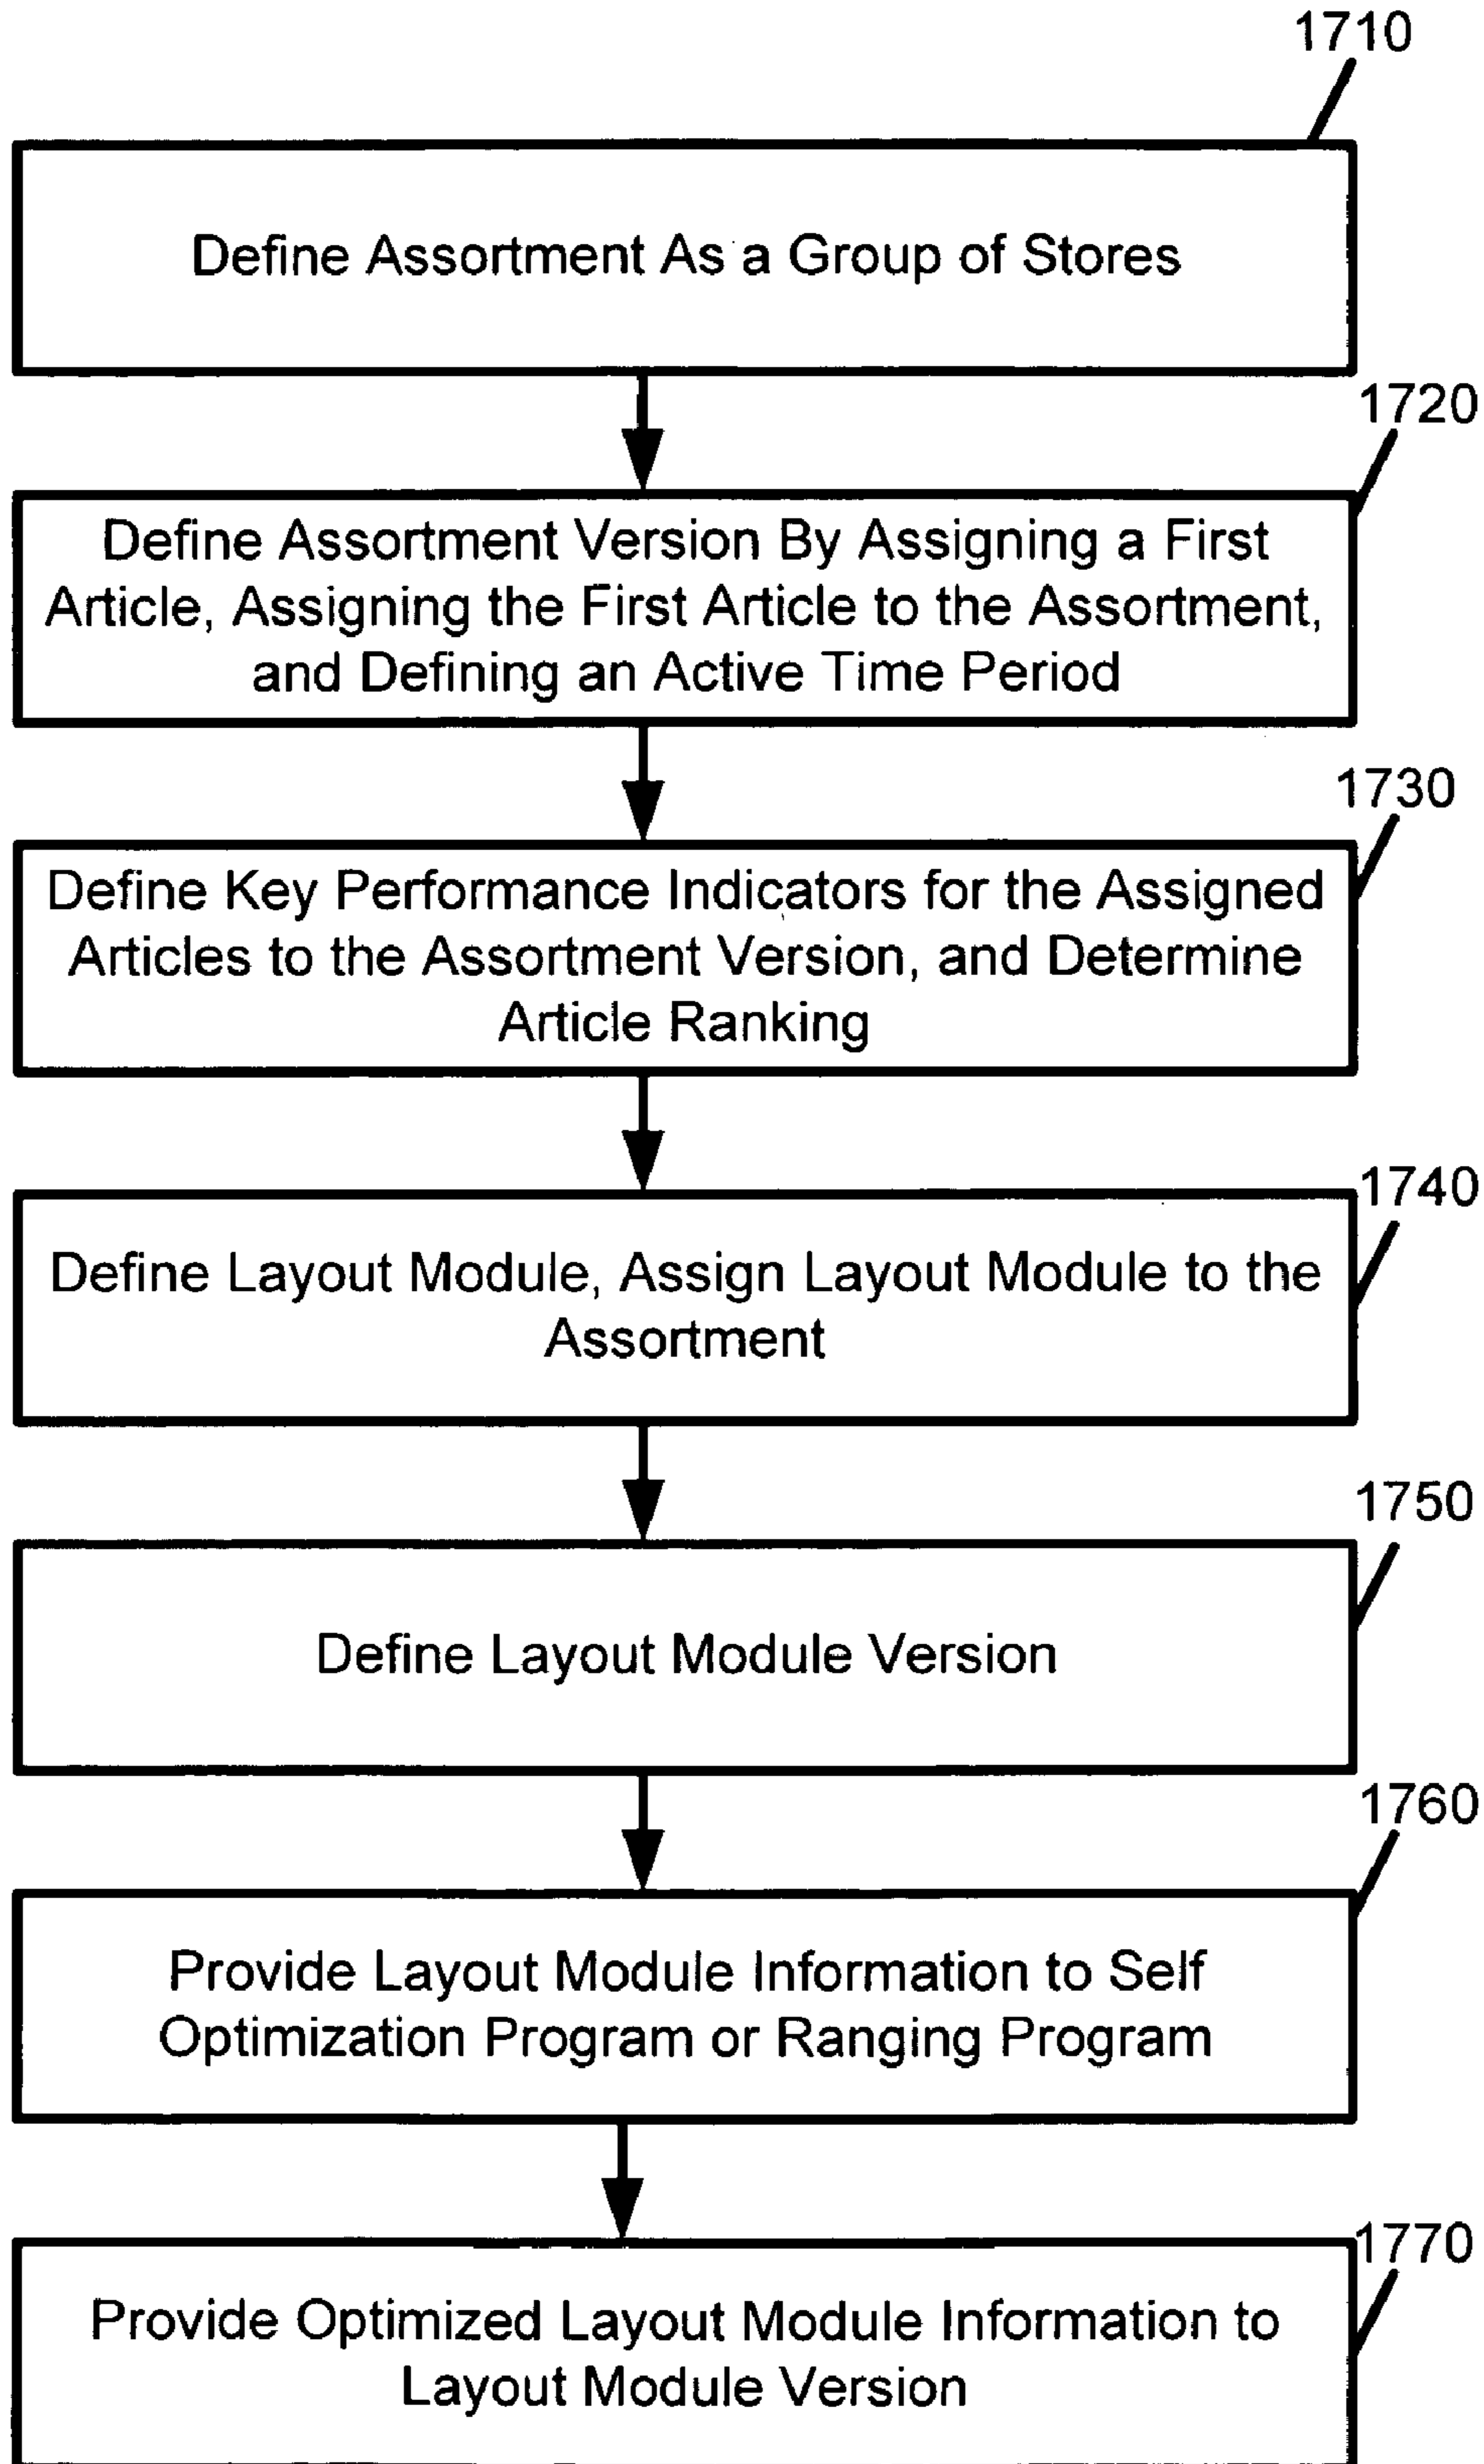 1710
Define Assortment As a Group of Stores
1720
Define Assortment Version By Assigning a First
Article, Assigning the First Article to the Assortment,
and Defining an Active Time Period
1730
Define Key Performance Indicators for the Assigned
Articles to the Assortment Version, and Determine
Article Ranking
1740
Define Layout Module, Assign Layout Module to the
Assortment
1750
Define Layout Module Version
1760
Provide Layout Module Information to Self
Optimization Program or Ranging Program
1770
Provide Optimized Layout Module Information to
Layout Module Version